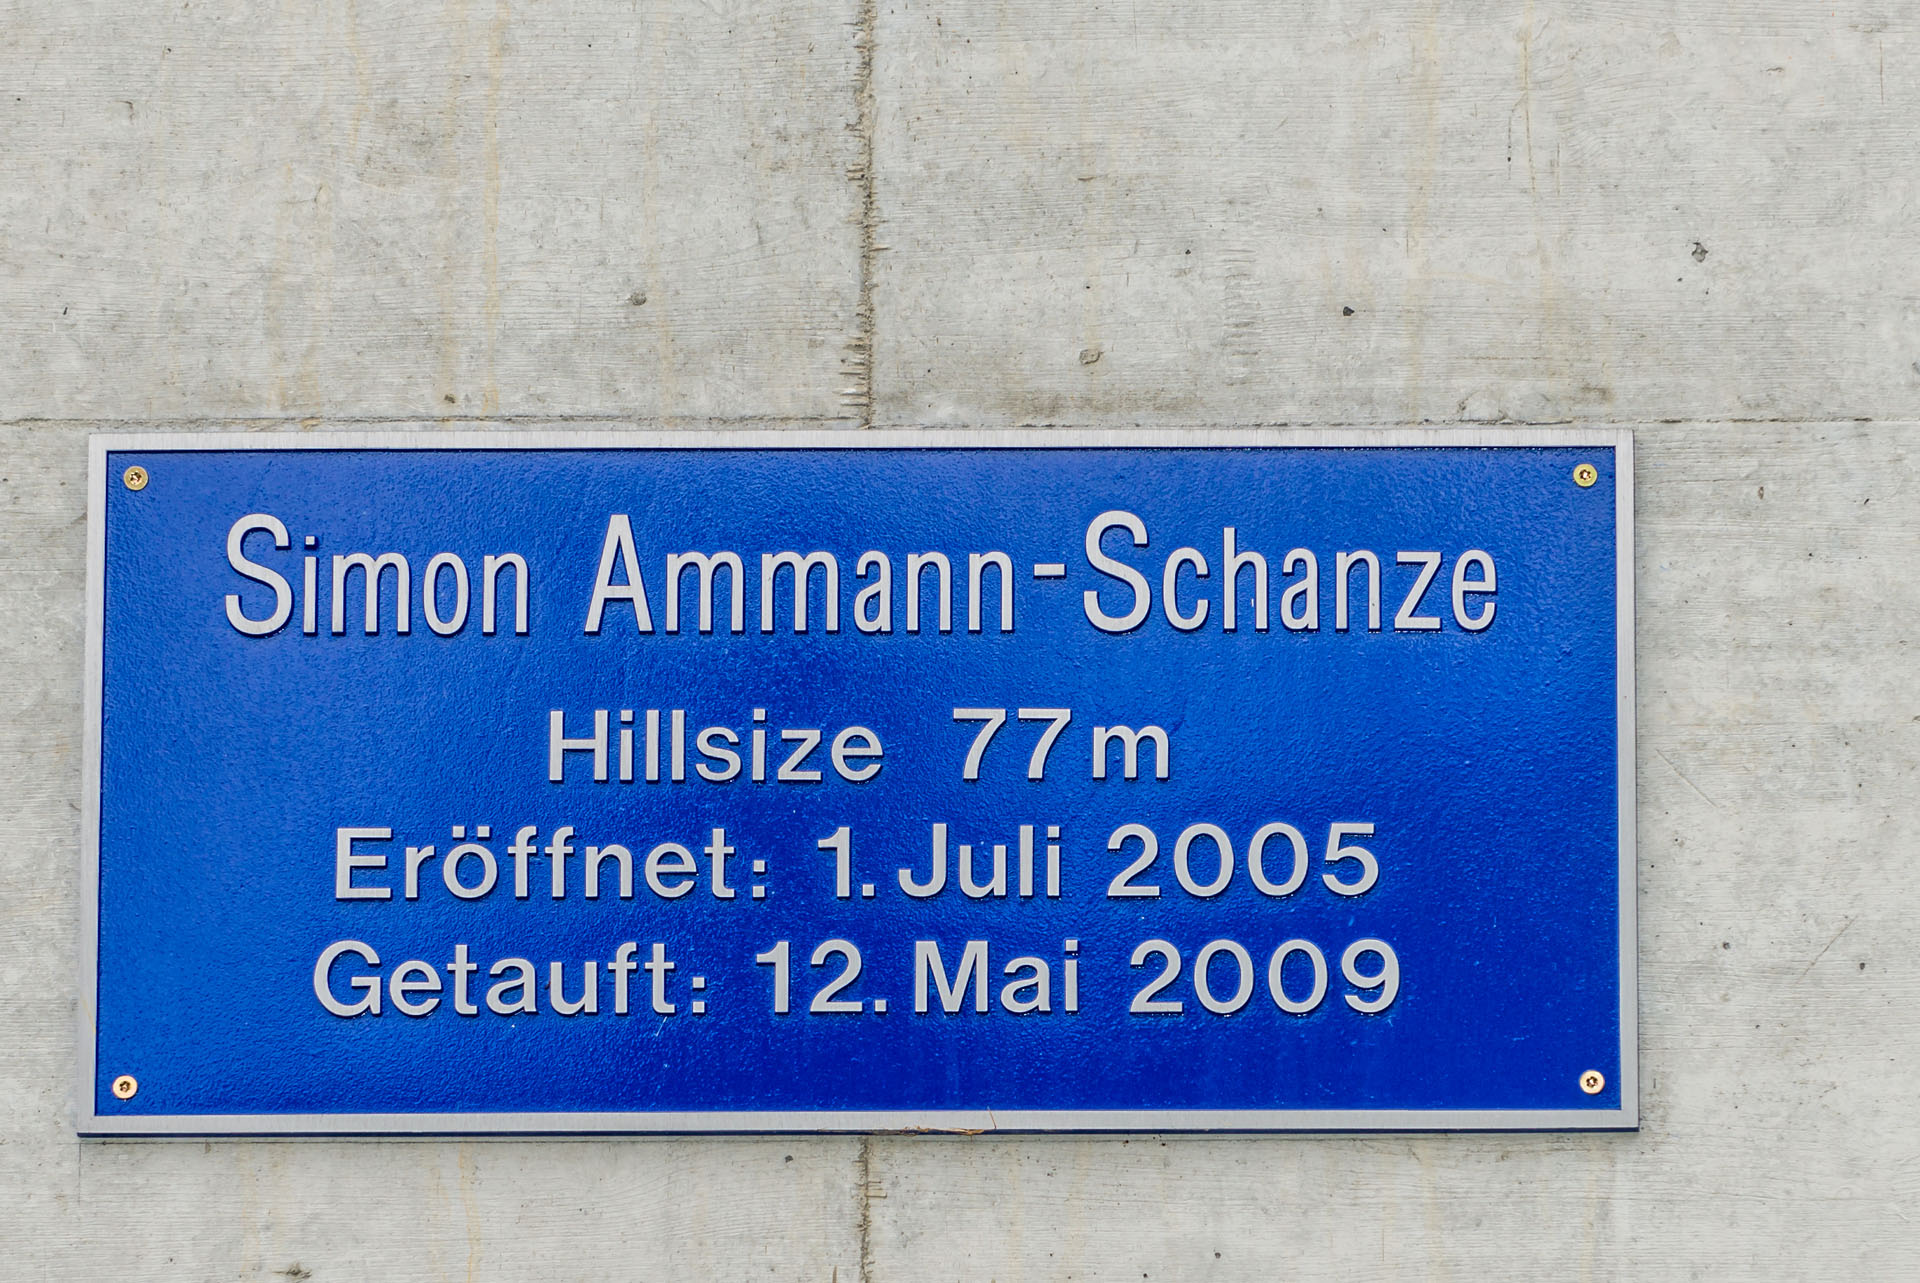 Simon Ammann-Schanze
Hillsize 77m
Eröffnet: 1. Juli 2005
Getauft: 12. Mai 2009